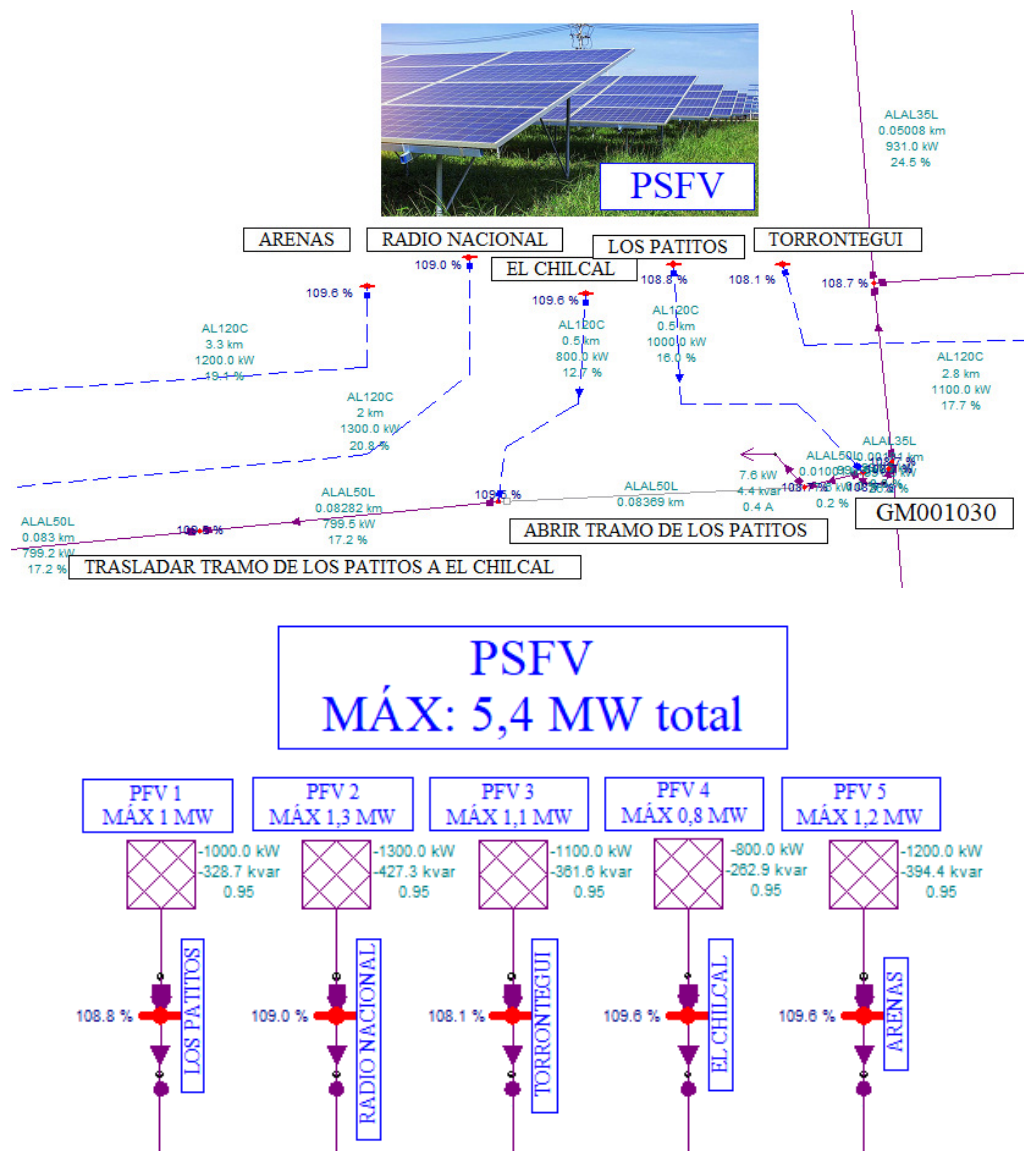 PSFV
ALAL35L
0.05008 km
931.0 kW
24.5 %
ARENAS
RADIO NACIONAL
EL CHILCAL
LOS PATITOS
TORRONTEGUI
109.6 %
109.0 %
109.6 %
108.8 %
108.1 %
108.7 %
AL120C
3.3 km
1200.0 kW
19.1 %
AL120C
2 km
1300.0 kW
20.8 %
AL120C
0.5 km
800.0 kW
12.7 %
AL120C
0.5 km
1000.0 kW
16.0 %
AL120C
2.8 km
1100.0 kW
17.7 %
ALAL35L
ALAL50L
7.6 kW
4.4 kvar
0.4 A
0.2 %
GM001030
ALAL50L
0.08369 km
ABRIR TRAMO DE LOS PATITOS
ALAL50L
0.08282 km
799.5 kW
17.2 %
ALAL50L
0.083 km
799.2 kW
17.2 %
TRASLADAR TRAMO DE LOS PATITOS A EL CHILCAL
PSFV
MÁX: 5,4 MW total
PFV 1
MÁX 1 MW
PFV 2
MÁX 1,3 MW
PFV 3
MÁX 1,1 MW
PFV 4
MÁX 0,8 MW
PFV 5
MÁX 1,2 MW
-1000.0 kW
-328.7 kvar
0.95
-1300.0 kW
-427.3 kvar
0.95
-1100.0 kW
-361.6 kvar
0.95
-800.0 kW
-262.9 kvar
0.95
-1200.0 kW
-394.4 kvar
0.95
108.8 %
LOS PATITOS
109.0 %
RADIO NACIONAL
108.1 %
TORRONTEGUI
109.6 %
EL CHILCAL
109.6 %
ARENAS